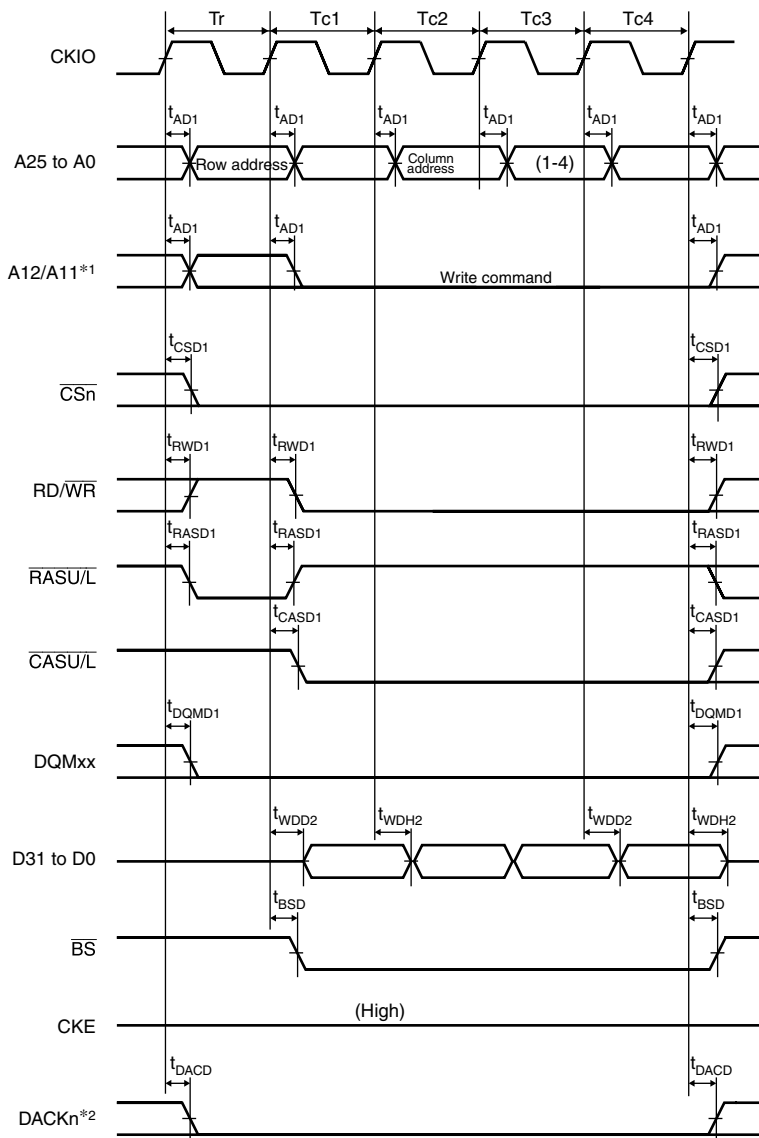 Tr Tc1 Tc2 Tc3 Tc4
CKIO
tAD1 tAD1 tAD1 tAD1 tAD1 tAD1
A25 to A0 Row address Column address (1-4)
tAD1 tAD1 tAD1
A12/A11*1 Write command
tCSD1 tCSD1
CSn
tRWD1 tRWD1 tRWD1
RD/WR
tRASD1 tRASD1 tRASD1
RASU/L
tCASD1 tCASD1
CASU/L
tDQMD1 tDQMD1
DQMxx
tWDD2 tWDH2 tWDD2 tWDH2
D31 to D0
tBSD tBSD
BS
(High)
CKE
tDACD tDACD
DACKn*2